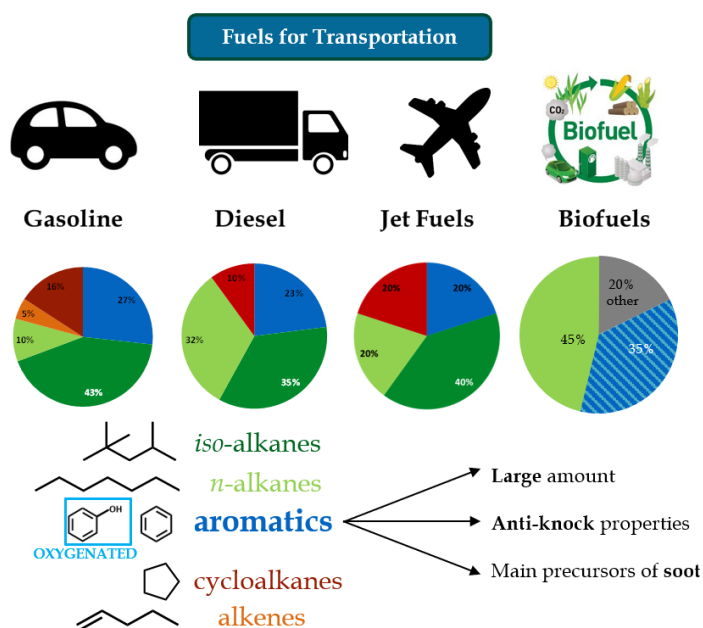 Fuels for Transportation
CO₂
Biofuel
Gasoline
Diesel
Jet Fuels
Biofuels
16%
27%
5%
10%
43%
10%
23%
32%
35%
20%
20%
20%
40%
20%
other
45%
35%
iso-alkanes
n-alkanes
OH
aromatics
OXYGENATED
cycloalkanes
alkenes
Large amount
Anti-knock properties
Main precursors of soot